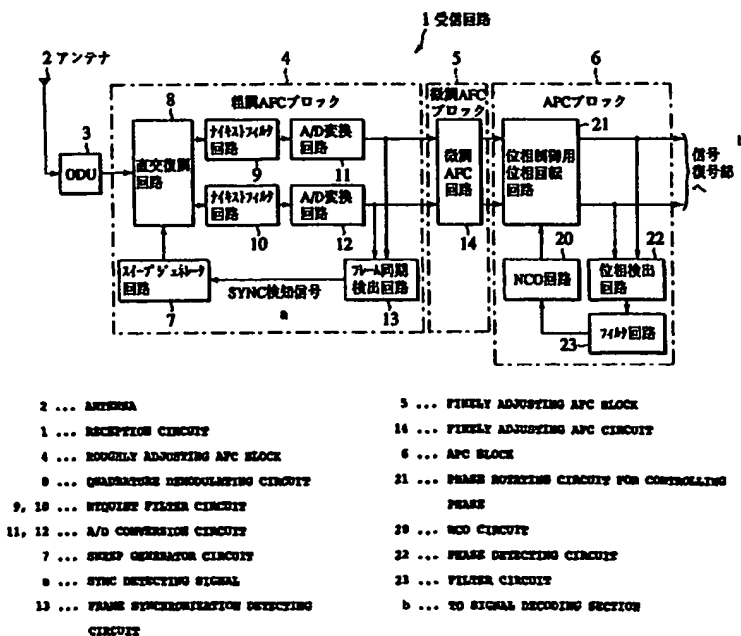 1 受信回路
2 アンテナ
4
5
6
3
ODU
粗調AFCブロック
微調AFC
ブロック
APCブロック
8
直交復調
回路
ナイキストフィルタ
回路
9
A/D変換
回路
11
ナイキストフィルタ
回路
10
A/D変換
回路
12
微調
AFC
回路
14
21
位相制御用
位相回転
回路
信号
復号部
へ
b
スイープジェネレータ
回路
7
SYNC検知信号
a
フレーム同期
検出回路
13
20
NCO回路
22
位相検出
回路
23
フィルタ回路
2 ... ANTENNA
1 ... RECEPTION CIRCUIT
4 ... ROUGHLY ADJUSTING AFC BLOCK
8 ... QUADRATURE DEMODULATING CIRCUIT
9, 10 ... NYQUIST FILTER CIRCUIT
11, 12 ... A/D CONVERSION CIRCUIT
7 ... SWEEP GENERATOR CIRCUIT
a ... SYNC DETECTING SIGNAL
13 ... FRAME SYNCHRONIZATION DETECTING
CIRCUIT
5 ... FINELY ADJUSTING AFC BLOCK
14 ... FINELY ADJUSTING AFC CIRCUIT
6 ... APC BLOCK
21 ... PHASE ROTATING CIRCUIT FOR CONTROLLING
PHASE
20 ... NCO CIRCUIT
22 ... PHASE DETECTING CIRCUIT
23 ... FILTER CIRCUIT
b ... TO SIGNAL DECODING SECTION